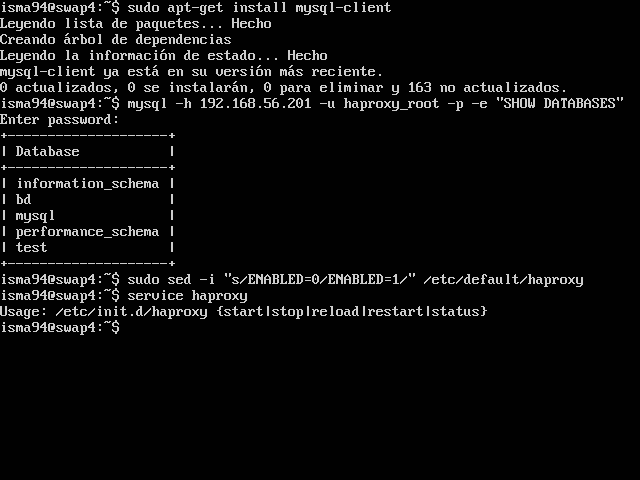 isma94@swap4:~$ sudo apt-get install mysql-client
Leyendo lista de paquetes... Hecho
Creando árbol de dependencias
Leyendo la información de estado... Hecho
mysql-client ya está en su versión más reciente.
0 actualizados, 0 se instalarán, 0 para eliminar y 163 no actualizados.
isma94@swap4:~$ mysql -h 192.168.56.201 -u haproxy_root -p -e "SHOW DATABASES"
Enter password:
+--------------------+
| Database           |
+--------------------+
| information_schema |
| bd                 |
| mysql              |
| performance_schema |
| test               |
+--------------------+
isma94@swap4:~$ sudo sed -i "s/ENABLED=0/ENABLED=1/" /etc/default/haproxy
isma94@swap4:~$ service haproxy
Usage: /etc/init.d/haproxy {start|stop|reload|restart|status}
isma94@swap4:~$